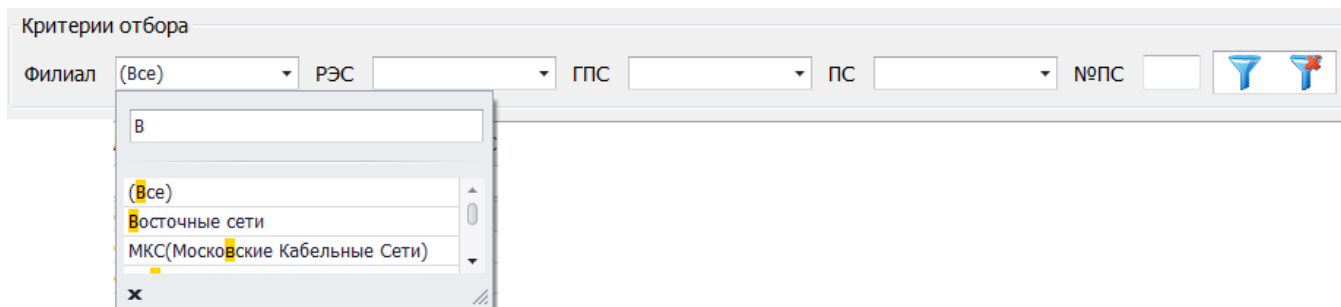 Критерии отбора
Филиал (Все) РЭС ГПС ПС №ПС
В
(Все)
Восточные сети
МКС(Московские Кабельные Сети)
x